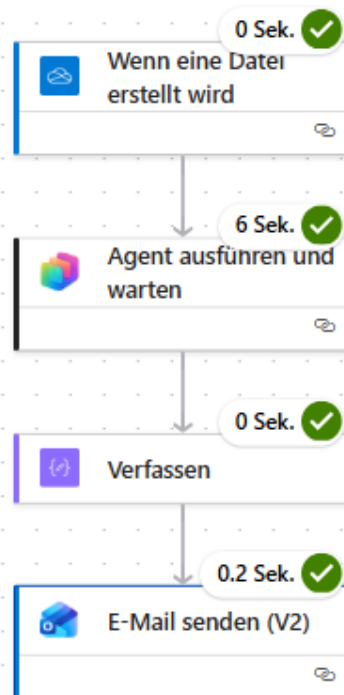 0 Sek.
Wenn eine Datei
erstellt wird
6 Sek.
Agent ausführen und
warten
0 Sek.
Verfassen
0.2 Sek.
E-Mail senden (V2)